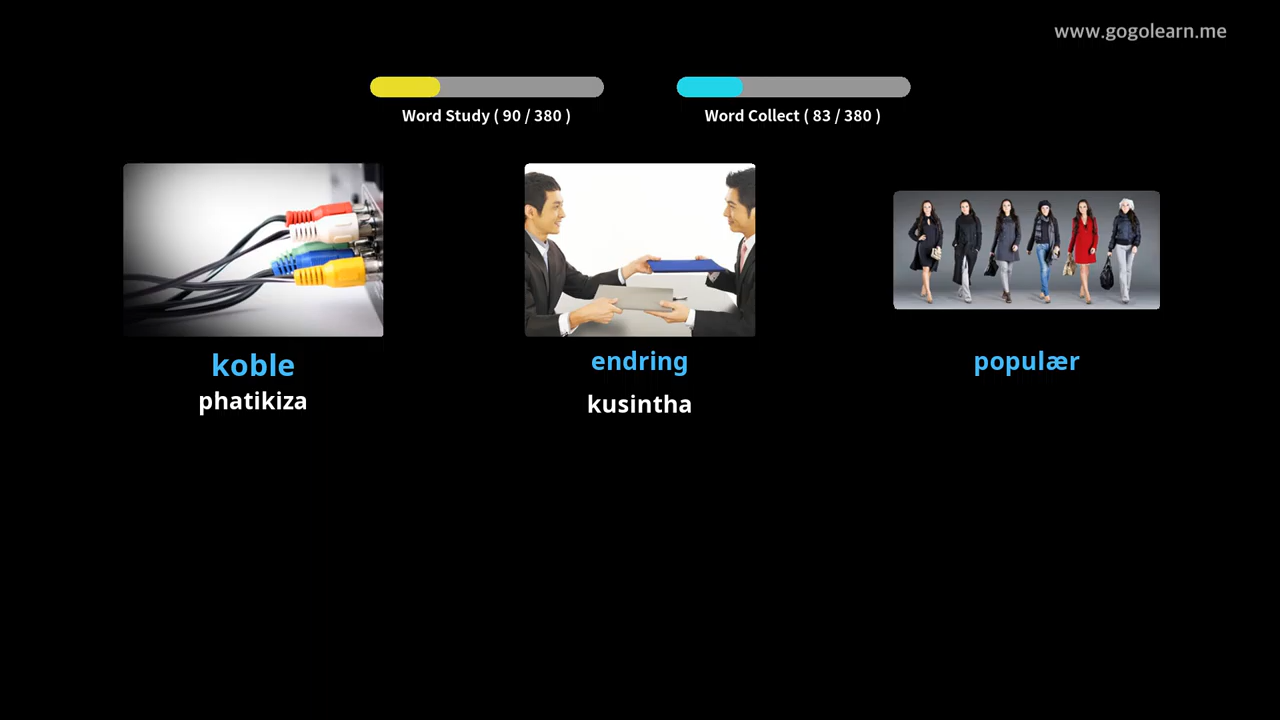 www.gogolearn.me
Word Study ( 90 / 380 )
Word Collect ( 83 / 380 )
koble
phatikiza
endring
kusintha
populær